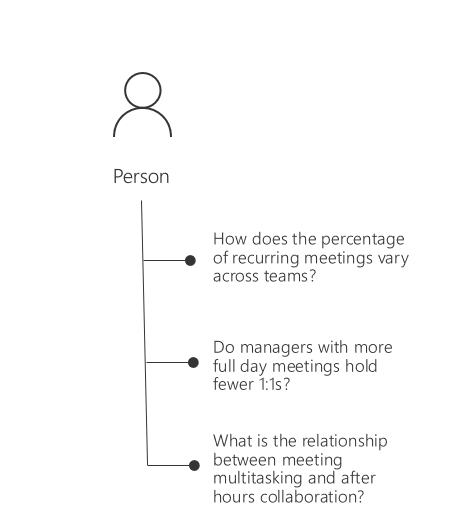 Person
How does the percentage
of recurring meetings vary
across teams?
Do managers with more
full day meetings hold
fewer 1:1s?
What is the relationship
between meeting
multitasking and after
hours collaboration?